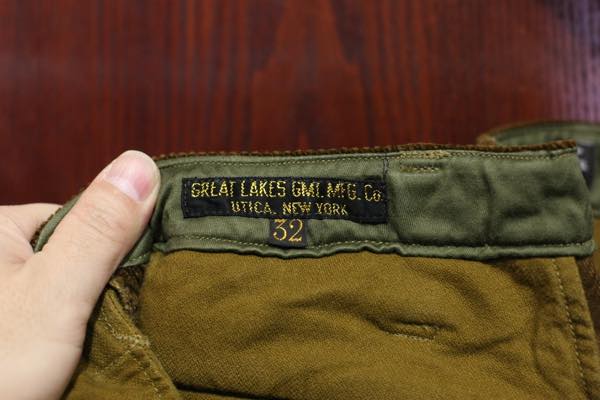 GREAT LAKES GMT. MFG. Co.
UTICA, NEW YORK
32